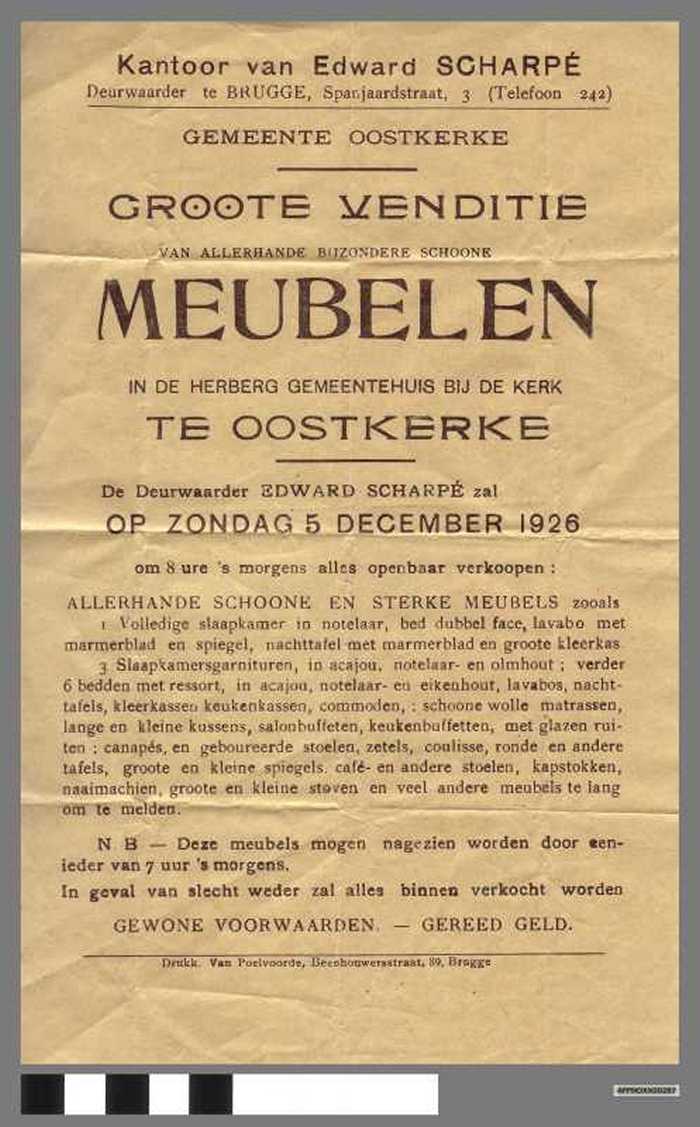 Kantoor van Edward SCHARPÉ
Deurwaarder te BRUGGE, Spanjaardstraat, 3 (Telefoon 242)
GEMEENTE OOSTKERKE
GROOTE VENDITIE
VAN ALLERHANDE BIJZONDERE SCHOONE
MEUBELEN
IN DE HERBERG GEMEENTEHUIS BIJ DE KERK
TE OOSTKERKE
De Deurwaarder EDWARD SCHARPÉ zal
OP ZONDAG 5 DECEMBER 1926
om 8 ure 's morgens alles openbaar verkoopen :
ALLERHANDE SCHOONE EN STERKE MEUBELS zooals
1 Volledige slaapkamer in notelaar, bed dubbel face, lavabo met
marmerblad en spiegel, nachttafel met marmerblad en groote kleerkas
3 Slaapkamersgarnituren, in acajou, notelaar- en olmhout ; verder
6 bedden met ressort, in acajou, notelaar- en eikenhout, lavabos, nacht-
tafels, kleerkassen keukenkassen, commoden, : schoone wolle matrassen,
lange en kleine kussens, salonbuffeten, keukenbuffetten, met glazen rui-
ten : canapés, en geboureerde stoelen, zetels, coulisse, ronde en andere
tafels, groote en kleine spiegels. café- en andere stoelen, kapstokken,
naaimachien, groote en kleine stoven en veel andere meubels te lang
om te melden.
N B — Deze meubels mogen nagezien worden door een-
ieder van 7 uur 's morgens.
In geval van slecht weder zal alles binnen verkocht worden
GEWONE VOORWAARDEN. — GEREED GELD.
Drukk. Van Poelvoorde, Beenhouwersstraat, 89, Brugge